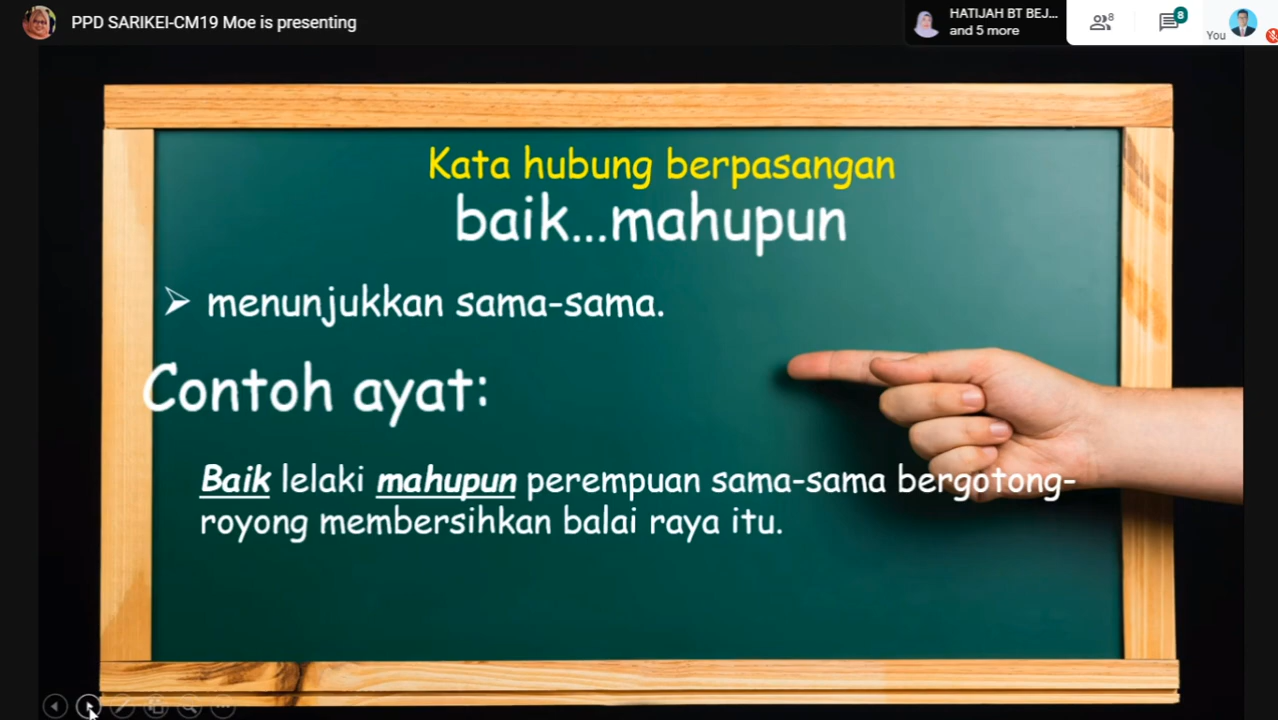 PPD SARIKEI-CM19 Moe is presenting
HATIJAH BT BEJ...
and 5 more
8
8
You
Kata hubung berpasangan
baik...mahupun
➢ menunjukkan sama-sama.
Contoh ayat:
Baik lelaki mahupun perempuan sama-sama bergotong-
royong membersihkan balai raya itu.